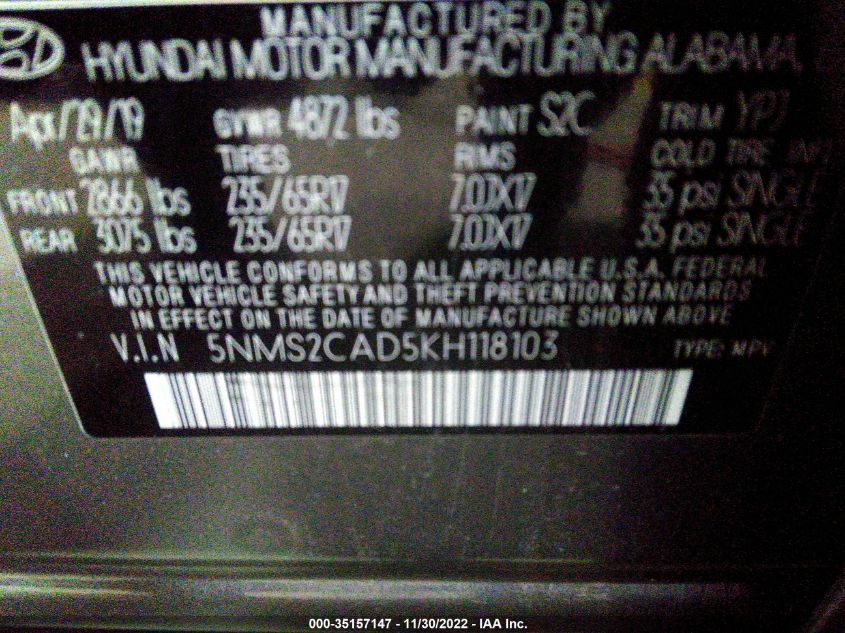 MANUFACTURED BY
HYUNDAI MOTOR MANUFACTURING ALABAMA,
Apr/29/19 GVWR 4872 lbs PAINT S2C TRIM YPJ
GAWR TIRES RIMS COLD TIRE INF
FRONT 2866 lbs 235/65R17 7.0JX17 35 psi SINGLE
REAR 3075 lbs 235/65R17 7.0JX17 35 psi SINGLE
THIS VEHICLE CONFORMS TO ALL APPLICABLE U.S.A. FEDERAL
MOTOR VEHICLE SAFETY AND THEFT PREVENTION STANDARDS
IN EFFECT ON THE DATE OF MANUFACTURE SHOWN ABOVE
V.I.N 5NMS2CAD5KH118103 TYPE: MPV
000-35157147 - 11/30/2022 - IAA Inc.